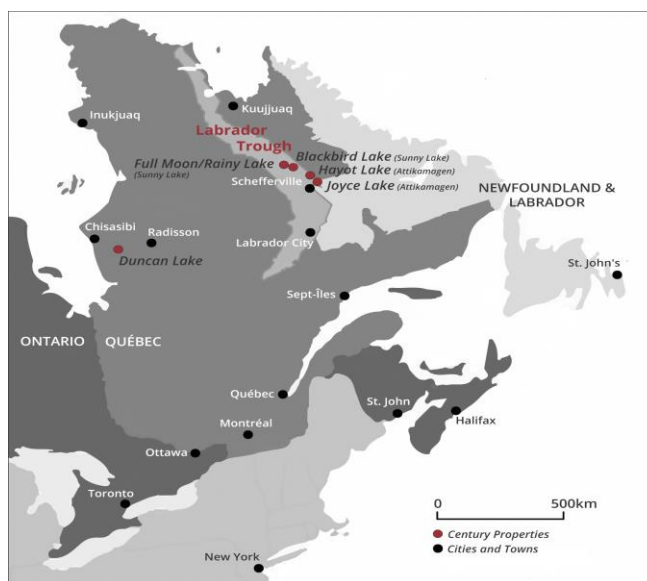 Inukjuaq
Kuujjuaq
Labrador
Trough
Blackbird Lake (Sunny Lake)
Full Moon/Rainy Lake
(Sunny Lake)
Hayot Lake (Attikamagen)
Schefferville
Joyce Lake (Attikamagen)
NEWFOUNDLAND &
LABRADOR
Chisasibi
Radisson
Labrador City
Duncan Lake
St. John's
Sept-Îles
ONTARIO
QUÉBEC
Québec
St. John
Halifax
Montréal
Ottawa
Toronto
0 500km
Century Properties
Cities and Towns
New York